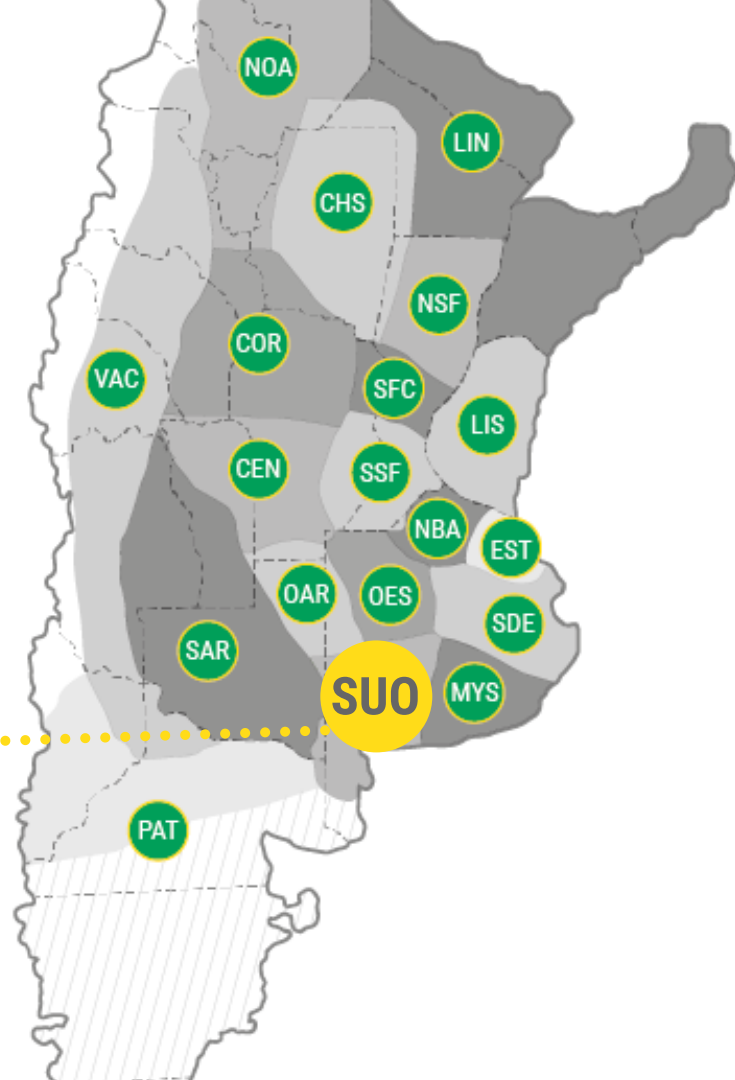 NOA
LIN
CHS
NSF
COR
VAC
SFC
LIS
CEN
SSF
NBA
EST
OAR
OES
SDE
SAR
SUO
MYS
PAT